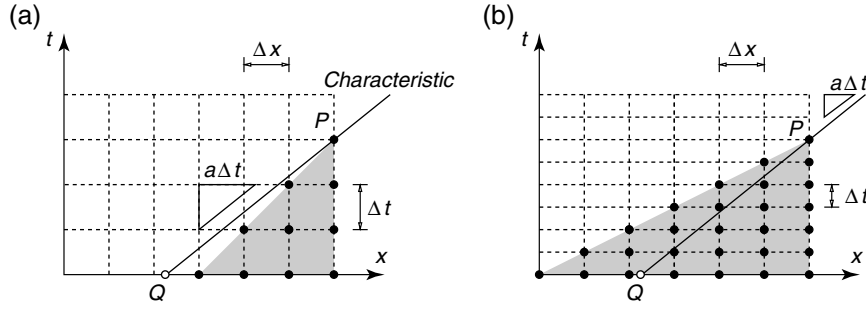 (a)
t
Δx
Characteristic
P
aΔt
Δt
x
Q
(b)
t
Δx
aΔt
P
Δt
x
Q